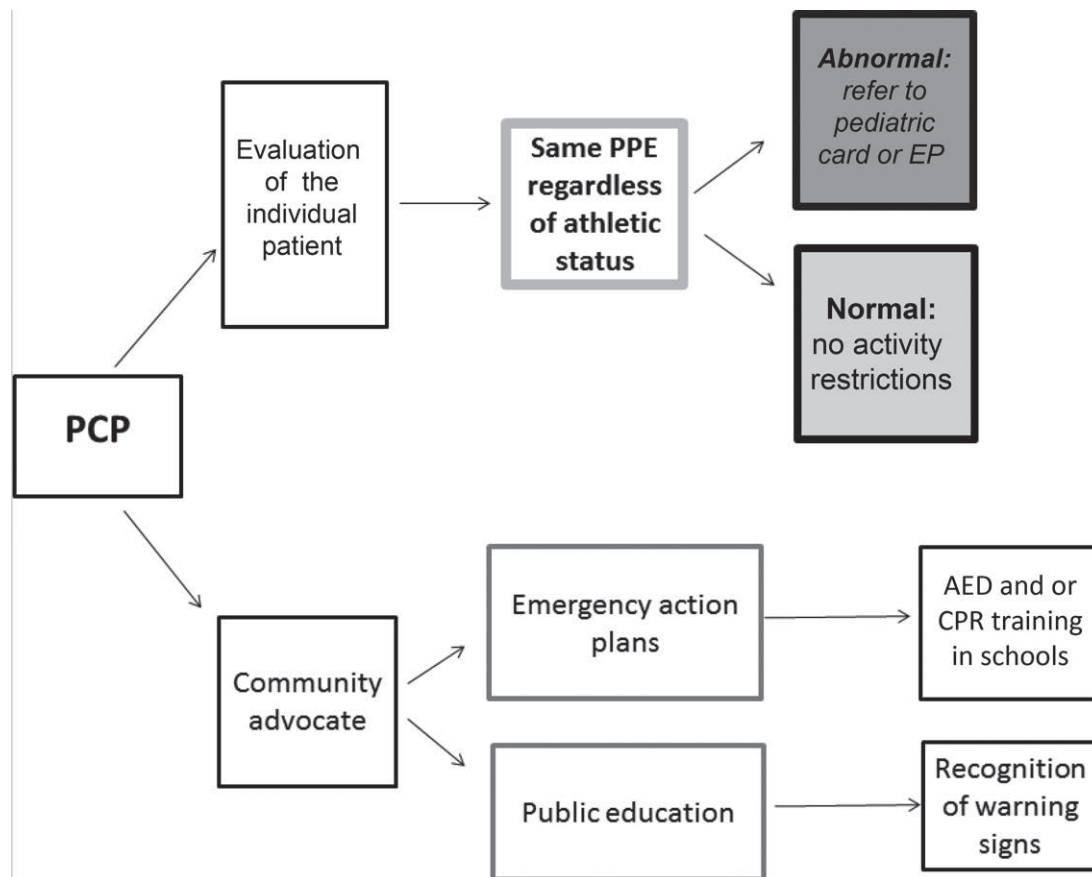 PCP
Evaluation
of the
individual
patient
Same PPE
regardless
of athletic
status
Abnormal:
refer to
pediatric
card or EP
Normal:
no activity
restrictions
Community
advocate
Emergency action
plans
AED and or
CPR training
in schools
Public education
Recognition
of warning
signs